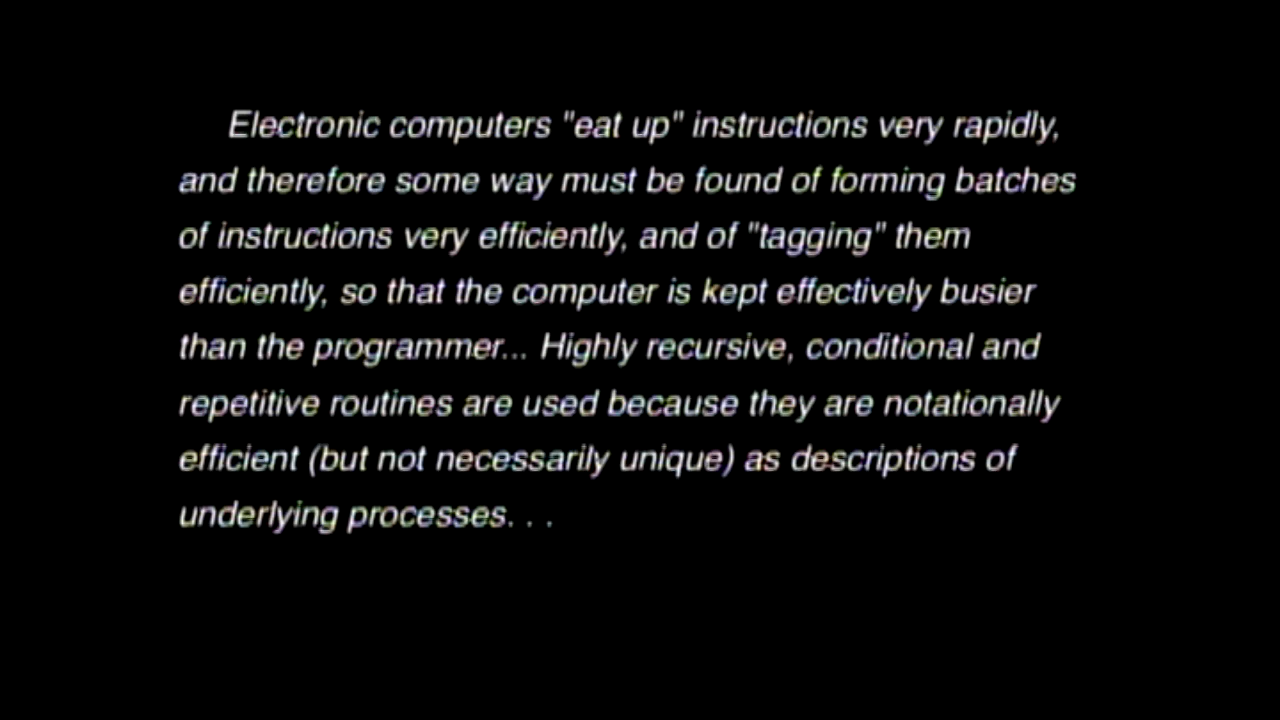 Electronic computers "eat up" instructions very rapidly,
and therefore some way must be found of forming batches
of instructions very efficiently, and of "tagging" them
efficiently, so that the computer is kept effectively busier
than the programmer... Highly recursive, conditional and
repetitive routines are used because they are notationally
efficient (but not necessarily unique) as descriptions of
underlying processes. . .